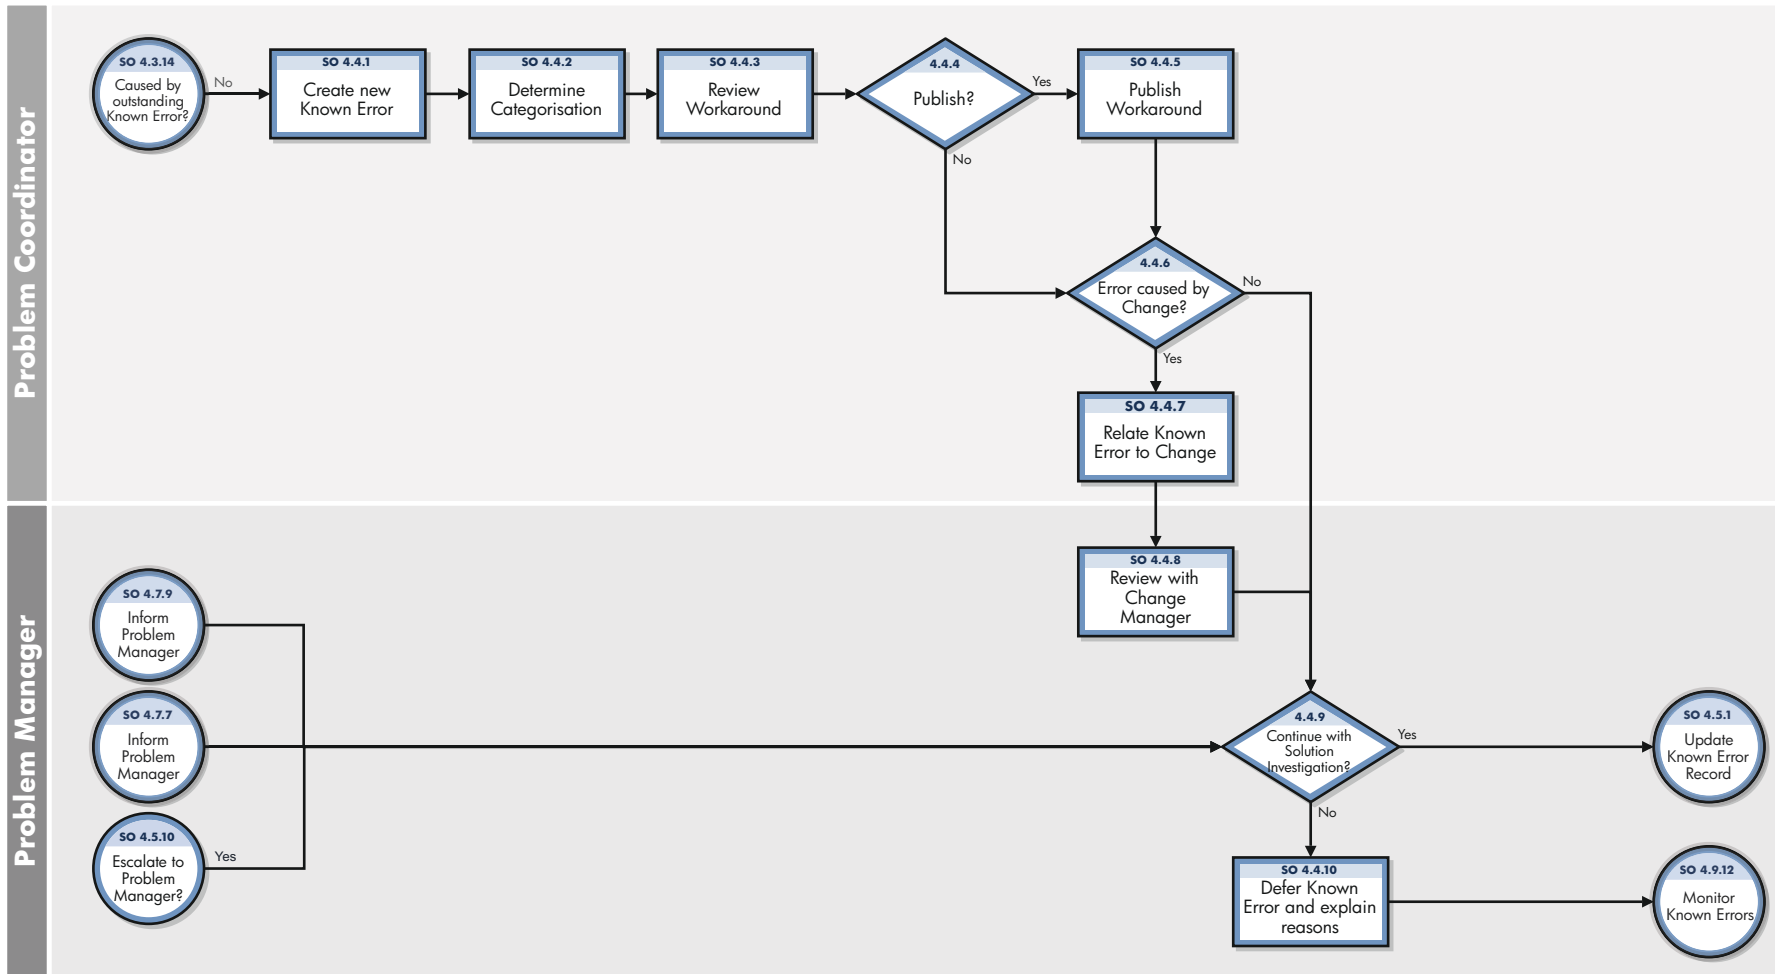 Problem Coordinator
SO 4.3.14
Caused by
outstanding
Known Error?
No
SO 4.4.1
Create new
Known Error
SO 4.4.2
Determine
Categorisation
SO 4.4.3
Review
Workaround
4.4.4
Publish?
Yes
No
SO 4.4.5
Publish
Workaround
4.4.6
Error caused by
Change?
No
Yes
SO 4.4.7
Relate Known
Error to Change
Problem Manager
SO 4.4.8
Review with
Change
Manager
SO 4.7.9
Inform
Problem
Manager
SO 4.7.7
Inform
Problem
Manager
SO 4.5.10
Escalate to
Problem
Manager?
Yes
4.4.9
Continue with
Solution
Investigation?
Yes
No
SO 4.5.1
Update
Known Error
Record
SO 4.4.10
Defer Known
Error and explain
reasons
SO 4.9.12
Monitor
Known Errors